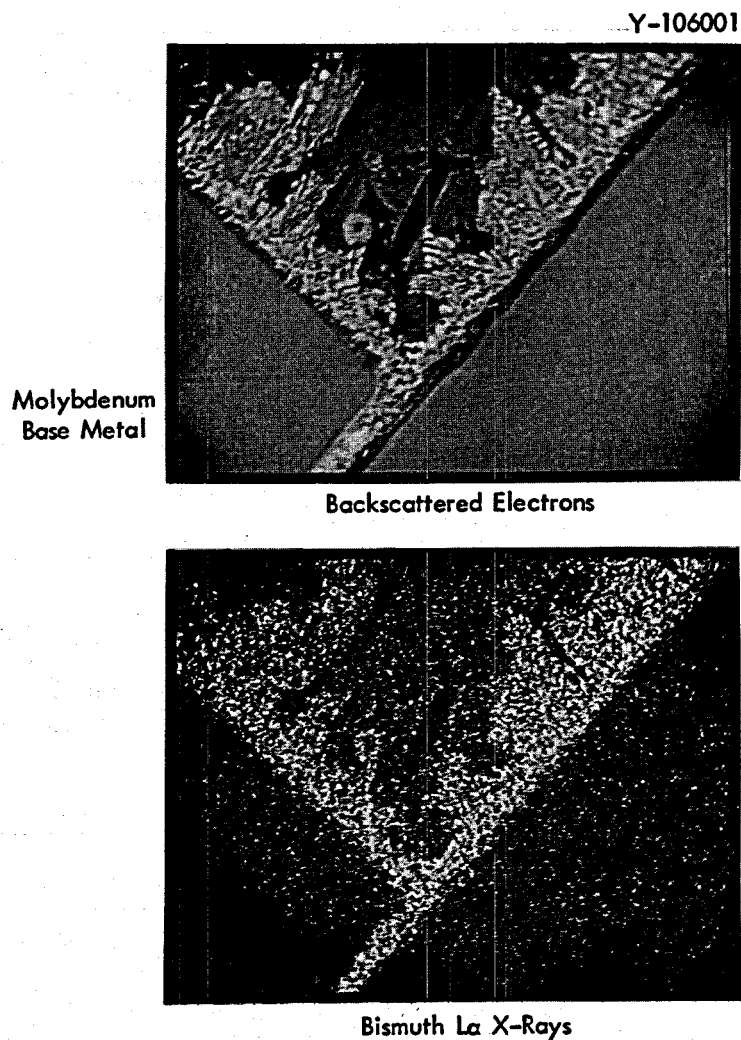 Y-106001
Molybdenum
Base Metal
Backscattered Electrons
Bismuth Lα X-Rays